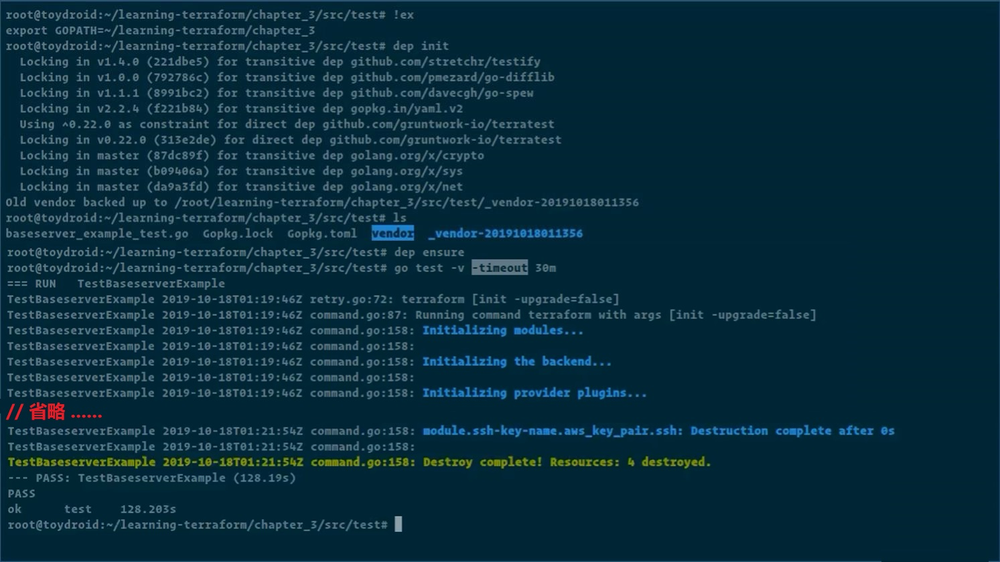 root@toydroid:~/learning-terraform/chapter_3/src/test# !ex
export GOPATH=~/learning-terraform/chapter_3
root@toydroid:~/learning-terraform/chapter_3/src/test# dep init
  Locking in v1.4.0 (221dbe5) for transitive dep github.com/stretchr/testify
  Locking in v1.0.0 (792786c) for transitive dep github.com/pmezard/go-difflib
  Locking in v1.1.1 (8991bc2) for transitive dep github.com/davecgh/go-spew
  Locking in v2.2.4 (f221b84) for transitive dep gopkg.in/yaml.v2
  Using ^0.22.0 as constraint for direct dep github.com/gruntwork-io/terratest
  Locking in v0.22.0 (313e2de) for direct dep github.com/gruntwork-io/terratest
  Locking in master (87dc89f) for transitive dep golang.org/x/crypto
  Locking in master (b09406a) for transitive dep golang.org/x/sys
  Locking in master (da9a3fd) for transitive dep golang.org/x/net
Old vendor backed up to /root/learning-terraform/chapter_3/src/test/_vendor-20191018011356
root@toydroid:~/learning-terraform/chapter_3/src/test# ls
baseserver_example_test.go  Gopkg.lock  Gopkg.toml  vendor  _vendor-20191018011356
root@toydroid:~/learning-terraform/chapter_3/src/test# dep ensure
root@toydroid:~/learning-terraform/chapter_3/src/test# go test -v -timeout 30m
=== RUN   TestBaseserverExample
TestBaseserverExample 2019-10-18T01:19:46Z retry.go:72: terraform [init -upgrade=false]
TestBaseserverExample 2019-10-18T01:19:46Z command.go:87: Running command terraform with args [init -upgrade=false]
TestBaseserverExample 2019-10-18T01:19:46Z command.go:158: Initializing modules...
TestBaseserverExample 2019-10-18T01:19:46Z command.go:158:
TestBaseserverExample 2019-10-18T01:19:46Z command.go:158: Initializing the backend...
TestBaseserverExample 2019-10-18T01:19:46Z command.go:158:
TestBaseserverExample 2019-10-18T01:19:46Z command.go:158: Initializing provider plugins...
// 省略 ......
TestBaseserverExample 2019-10-18T01:21:54Z command.go:158: module.ssh-key-name.aws_key_pair.ssh: Destruction complete after 0s
TestBaseserverExample 2019-10-18T01:21:54Z command.go:158:
TestBaseserverExample 2019-10-18T01:21:54Z command.go:158: Destroy complete! Resources: 4 destroyed.
--- PASS: TestBaseserverExample (128.19s)
PASS
ok      test    128.203s
root@toydroid:~/learning-terraform/chapter_3/src/test#